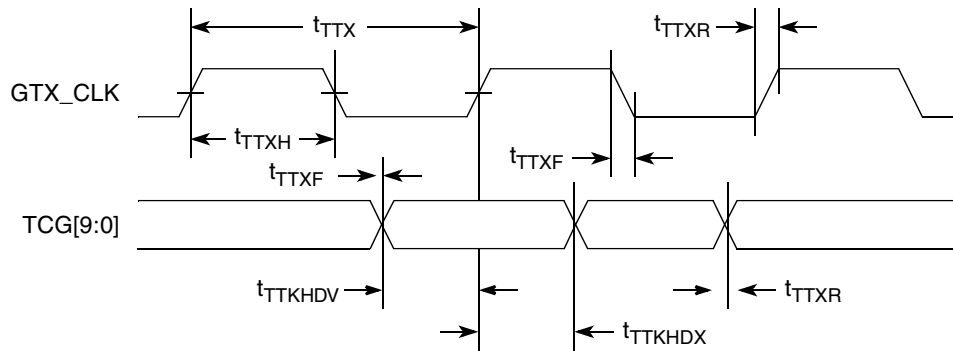 tTTX
tTTXR
GTX_CLK
tTTXH
tTTXF
tTTXF
TCG[9:0]
tTTKHDV
tTTXR
tTTKHDX